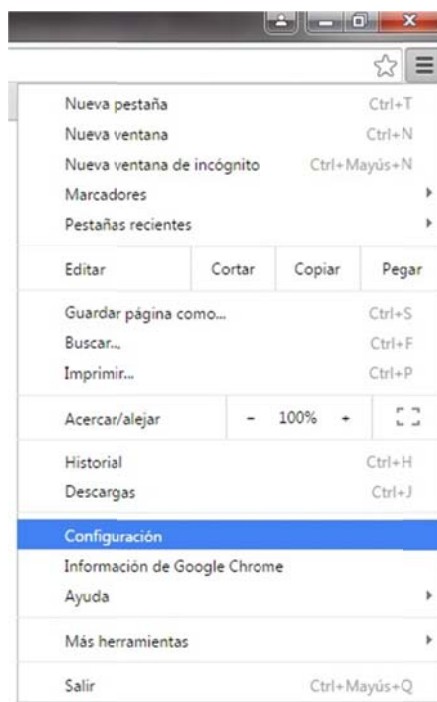 Nueva pestaña Ctrl+T
Nueva ventana Ctrl+N
Nueva ventana de incógnito Ctrl+Mayús+N
Marcadores
Pestañas recientes
Editar Cortar Copiar Pegar
Guardar página como... Ctrl+S
Buscar... Ctrl+F
Imprimir... Ctrl+P
Acercar/alejar - 100% +
Historial Ctrl+H
Descargas Ctrl+J
Configuración
Información de Google Chrome
Ayuda
Más herramientas
Salir Ctrl+Mayús+Q